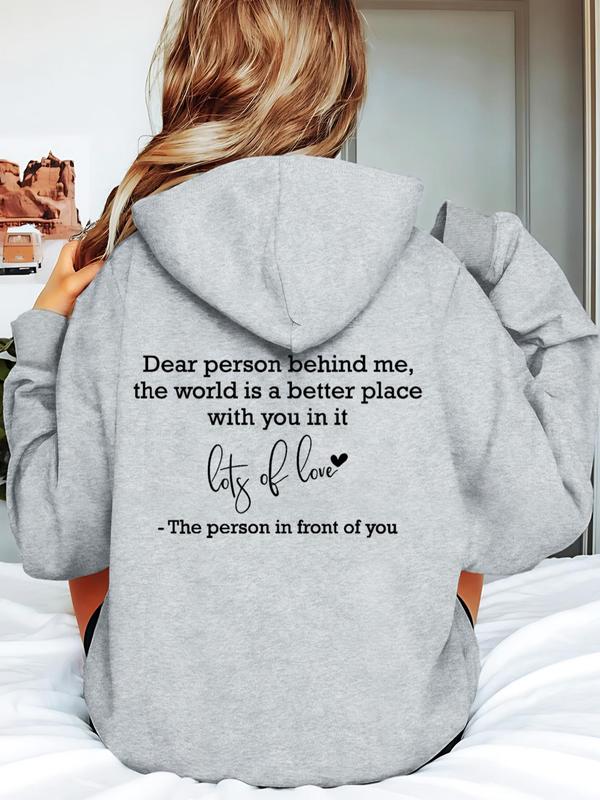 Dear person behind me,
the world is a better place
with you in it
lots of love
- The person in front of you